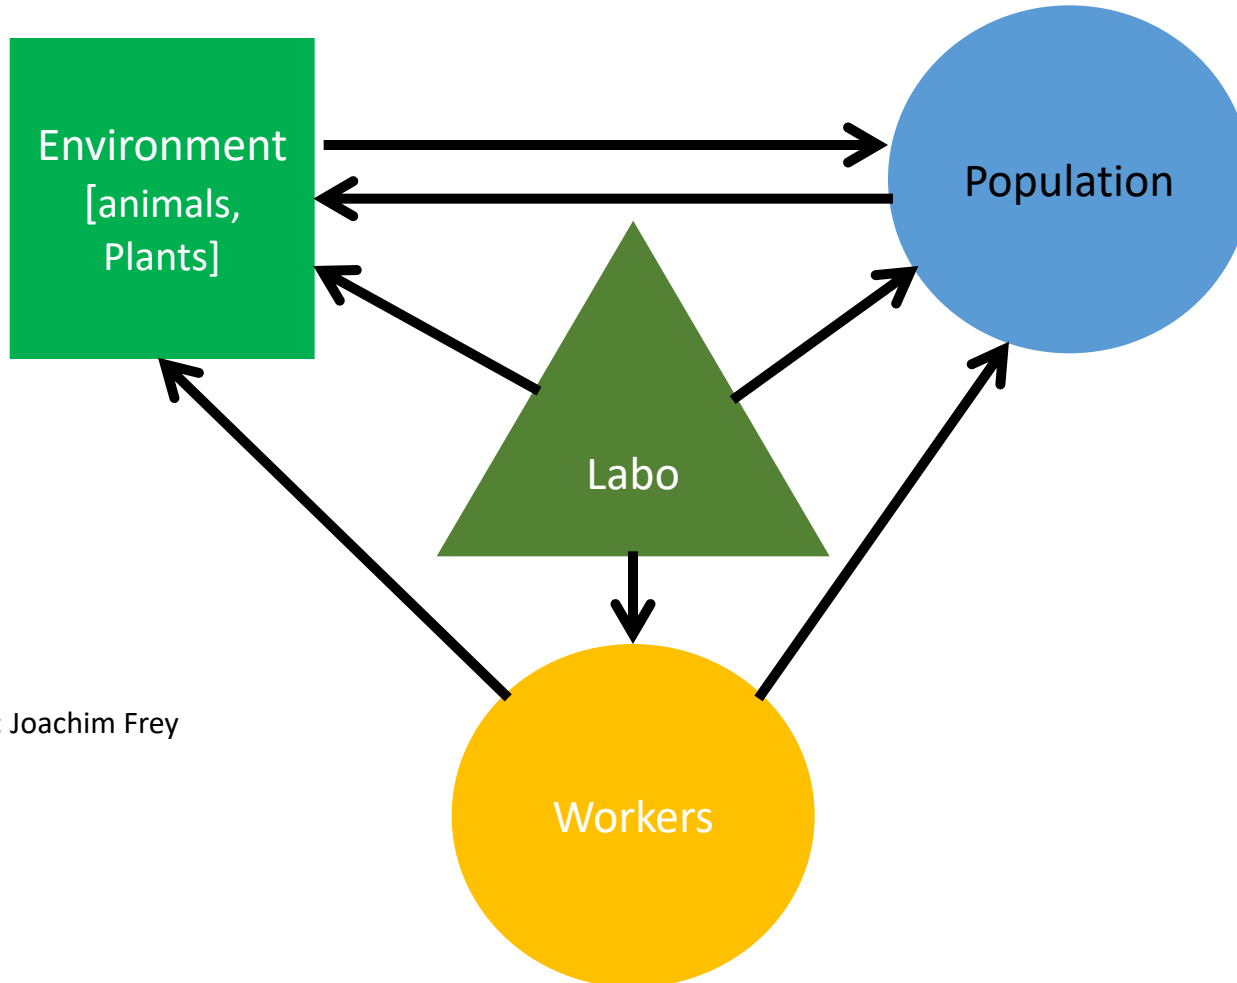 Environment
[animals,
Plants]
Population
Labo
: Joachim Frey
Workers